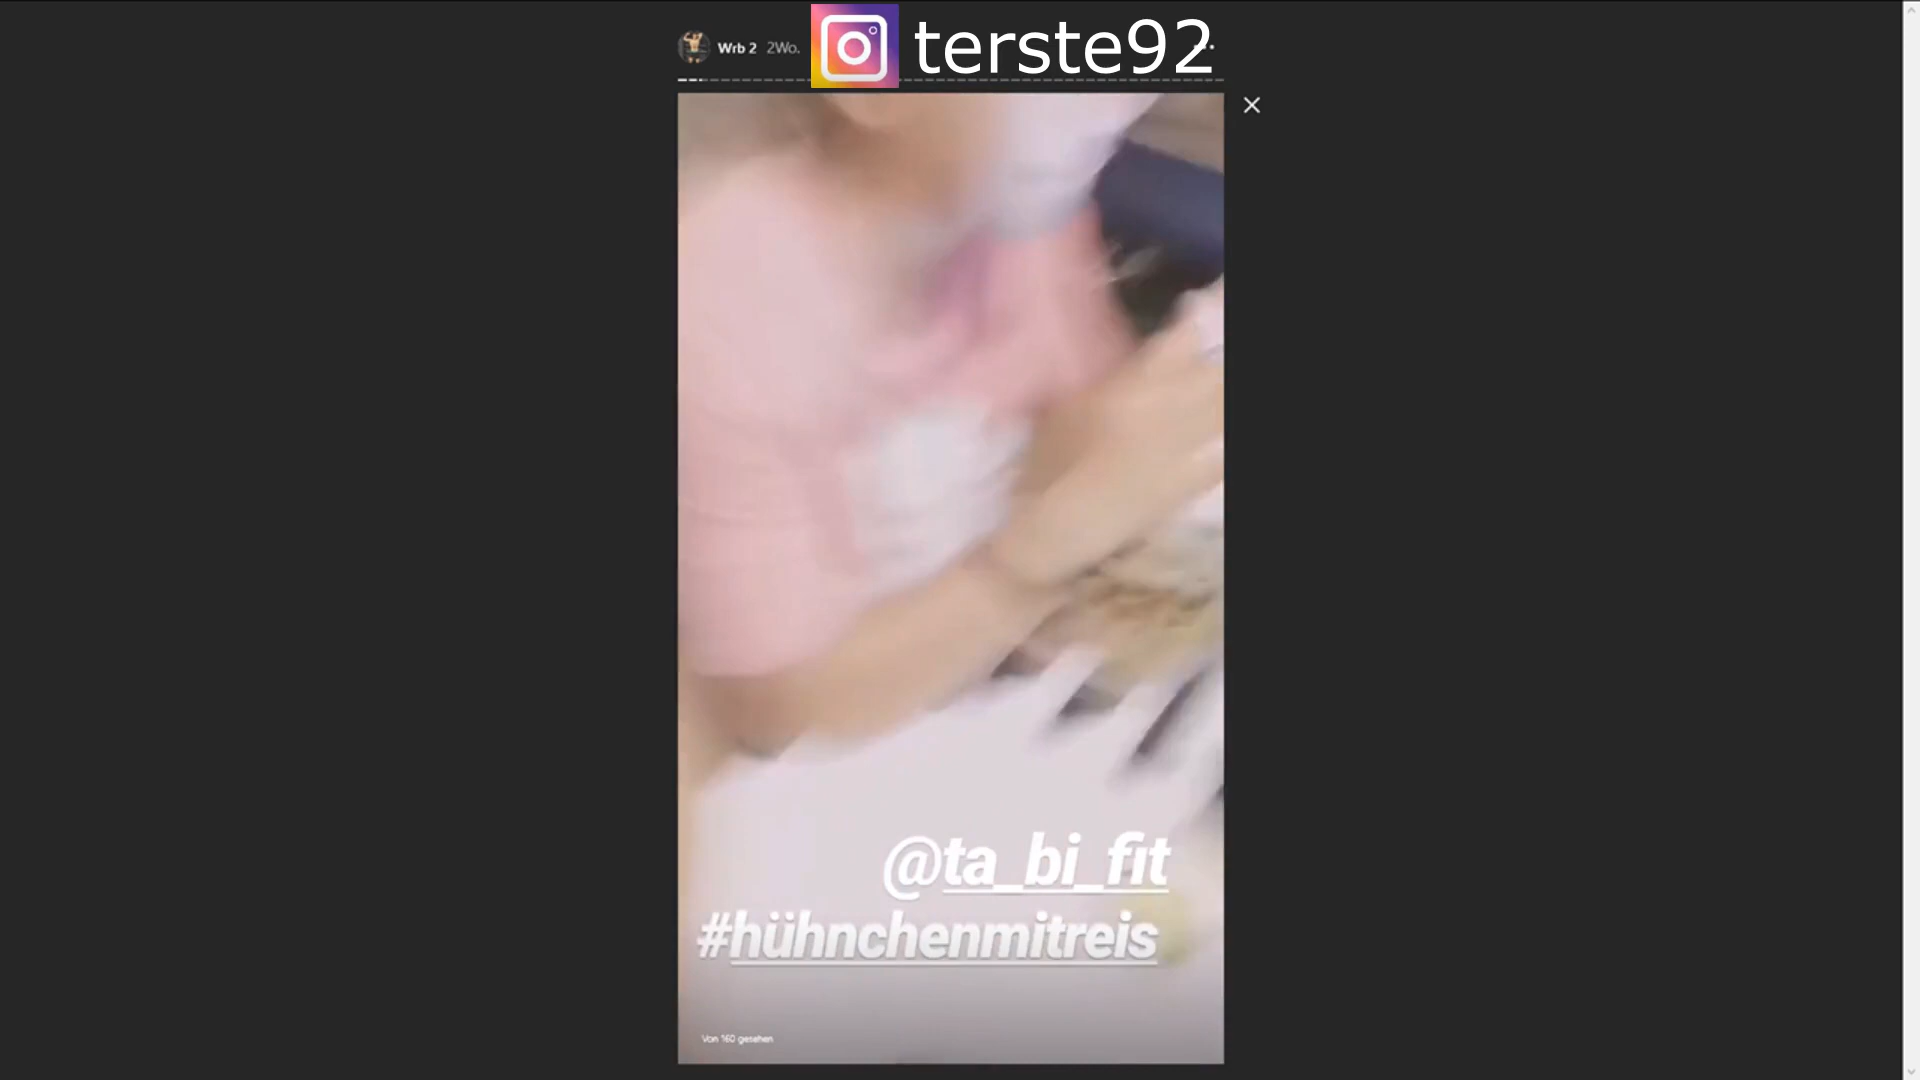 Wrb 2 2Wo.
terste92
@ta_bi_fit
#hühnchenmitreis
Von 160 gesehen